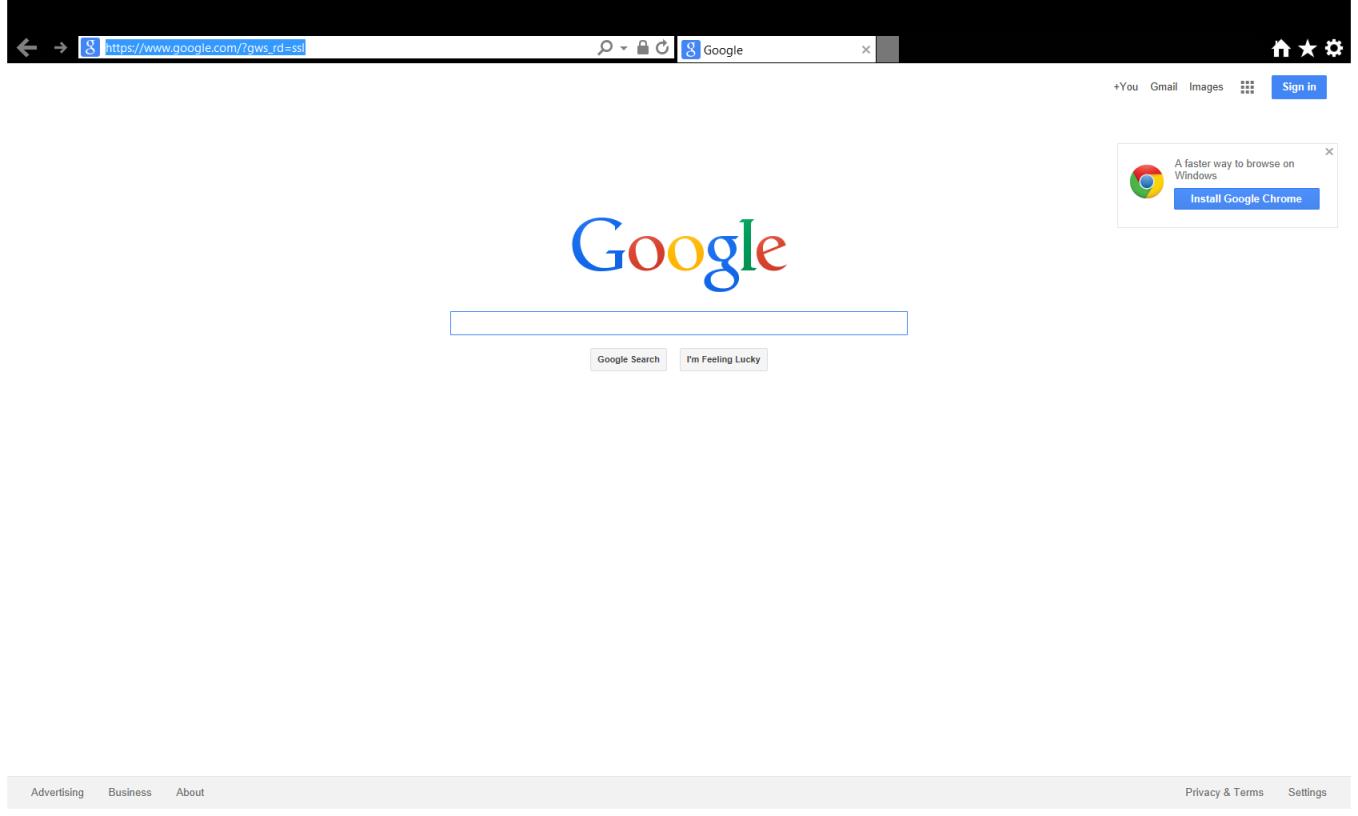 https://www.google.com/?gws_rd=ssl
Google
+You Gmail Images Sign in
A faster way to browse on
Windows
Install Google Chrome
Google
Google Search I'm Feeling Lucky
Advertising Business About Privacy & Terms Settings